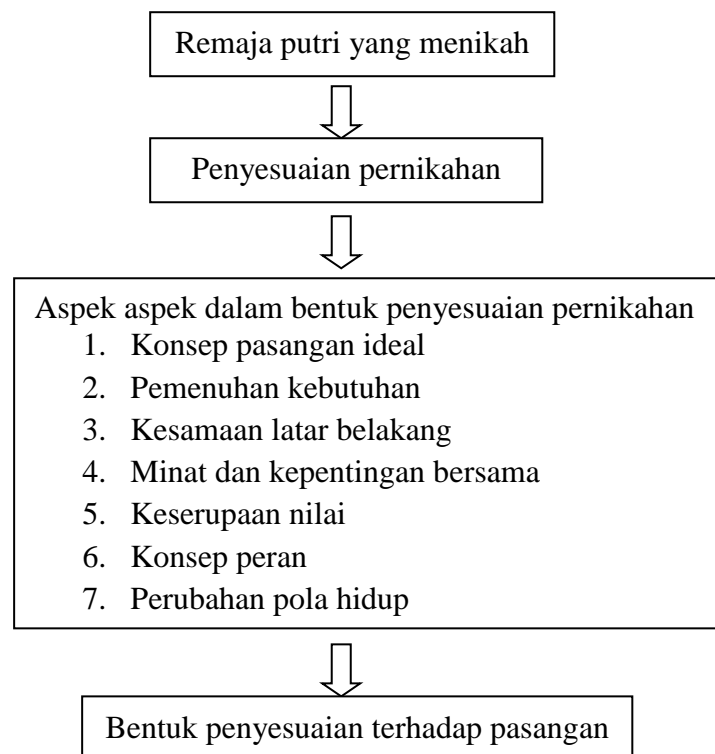 Remaja putri yang menikah
Penyesuaian pernikahan
Aspek aspek dalam bentuk penyesuaian pernikahan
1. Konsep pasangan ideal
2. Pemenuhan kebutuhan
3. Kesamaan latar belakang
4. Minat dan kepentingan bersama
5. Keserupaan nilai
6. Konsep peran
7. Perubahan pola hidup
Bentuk penyesuaian terhadap pasangan